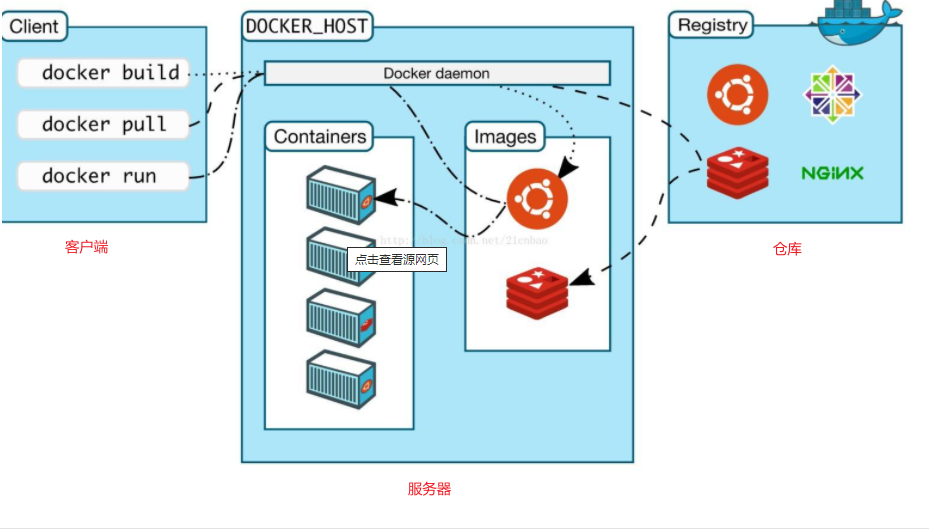 Client
DOCKER_HOST
Registry
docker build
docker pull
docker run
Docker daemon
Containers
Images
NGiNX
http://blog.csdn.net/21cnbao
点击查看源网页
客户端
仓库
服务器